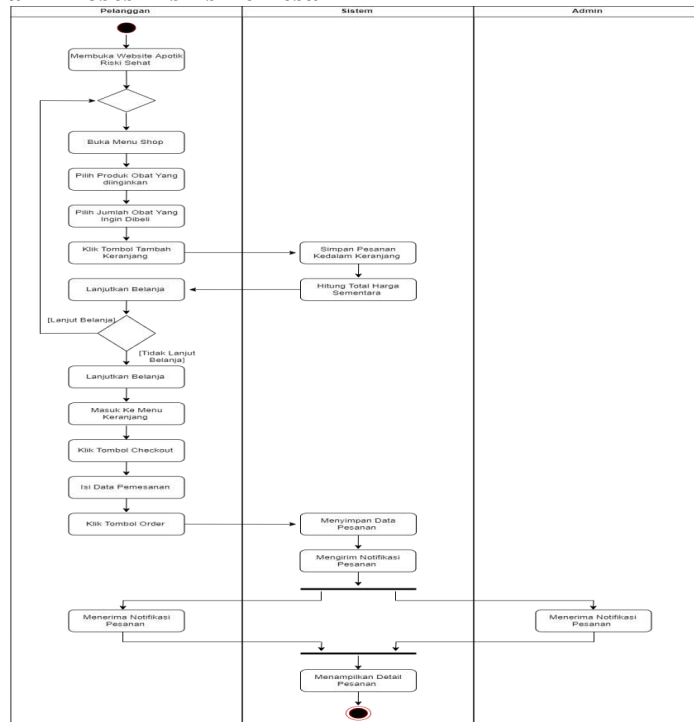 Pelanggan
Sistem
Admin
Membuka Website Apotik
Riski Sehat
Buka Menu Shop
Pilih Produk Obat Yang
diinginkan
Pilih Jumlah Obat Yang
Ingin Dibeli
Klik Tombol Tambah
Keranjang
Simpan Pesanan
Kedalam Keranjang
Lanjutkan Belanja
Hitung Total Harga
Sementara
[Lanjut Belanja]
[Tidak Lanjut
Belanja]
Lanjutkan Belanja
Masuk Ke Menu
Keranjang
Klik Tombol Checkout
Isi Data Pemesanan
Klik Tombol Order
Menyimpan Data
Pesanan
Mengirim Notifikasi
Pesanan
Menerima Notifikasi
Pesanan
Menerima Notifikasi
Pesanan
Menampilkan Detail
Pesanan